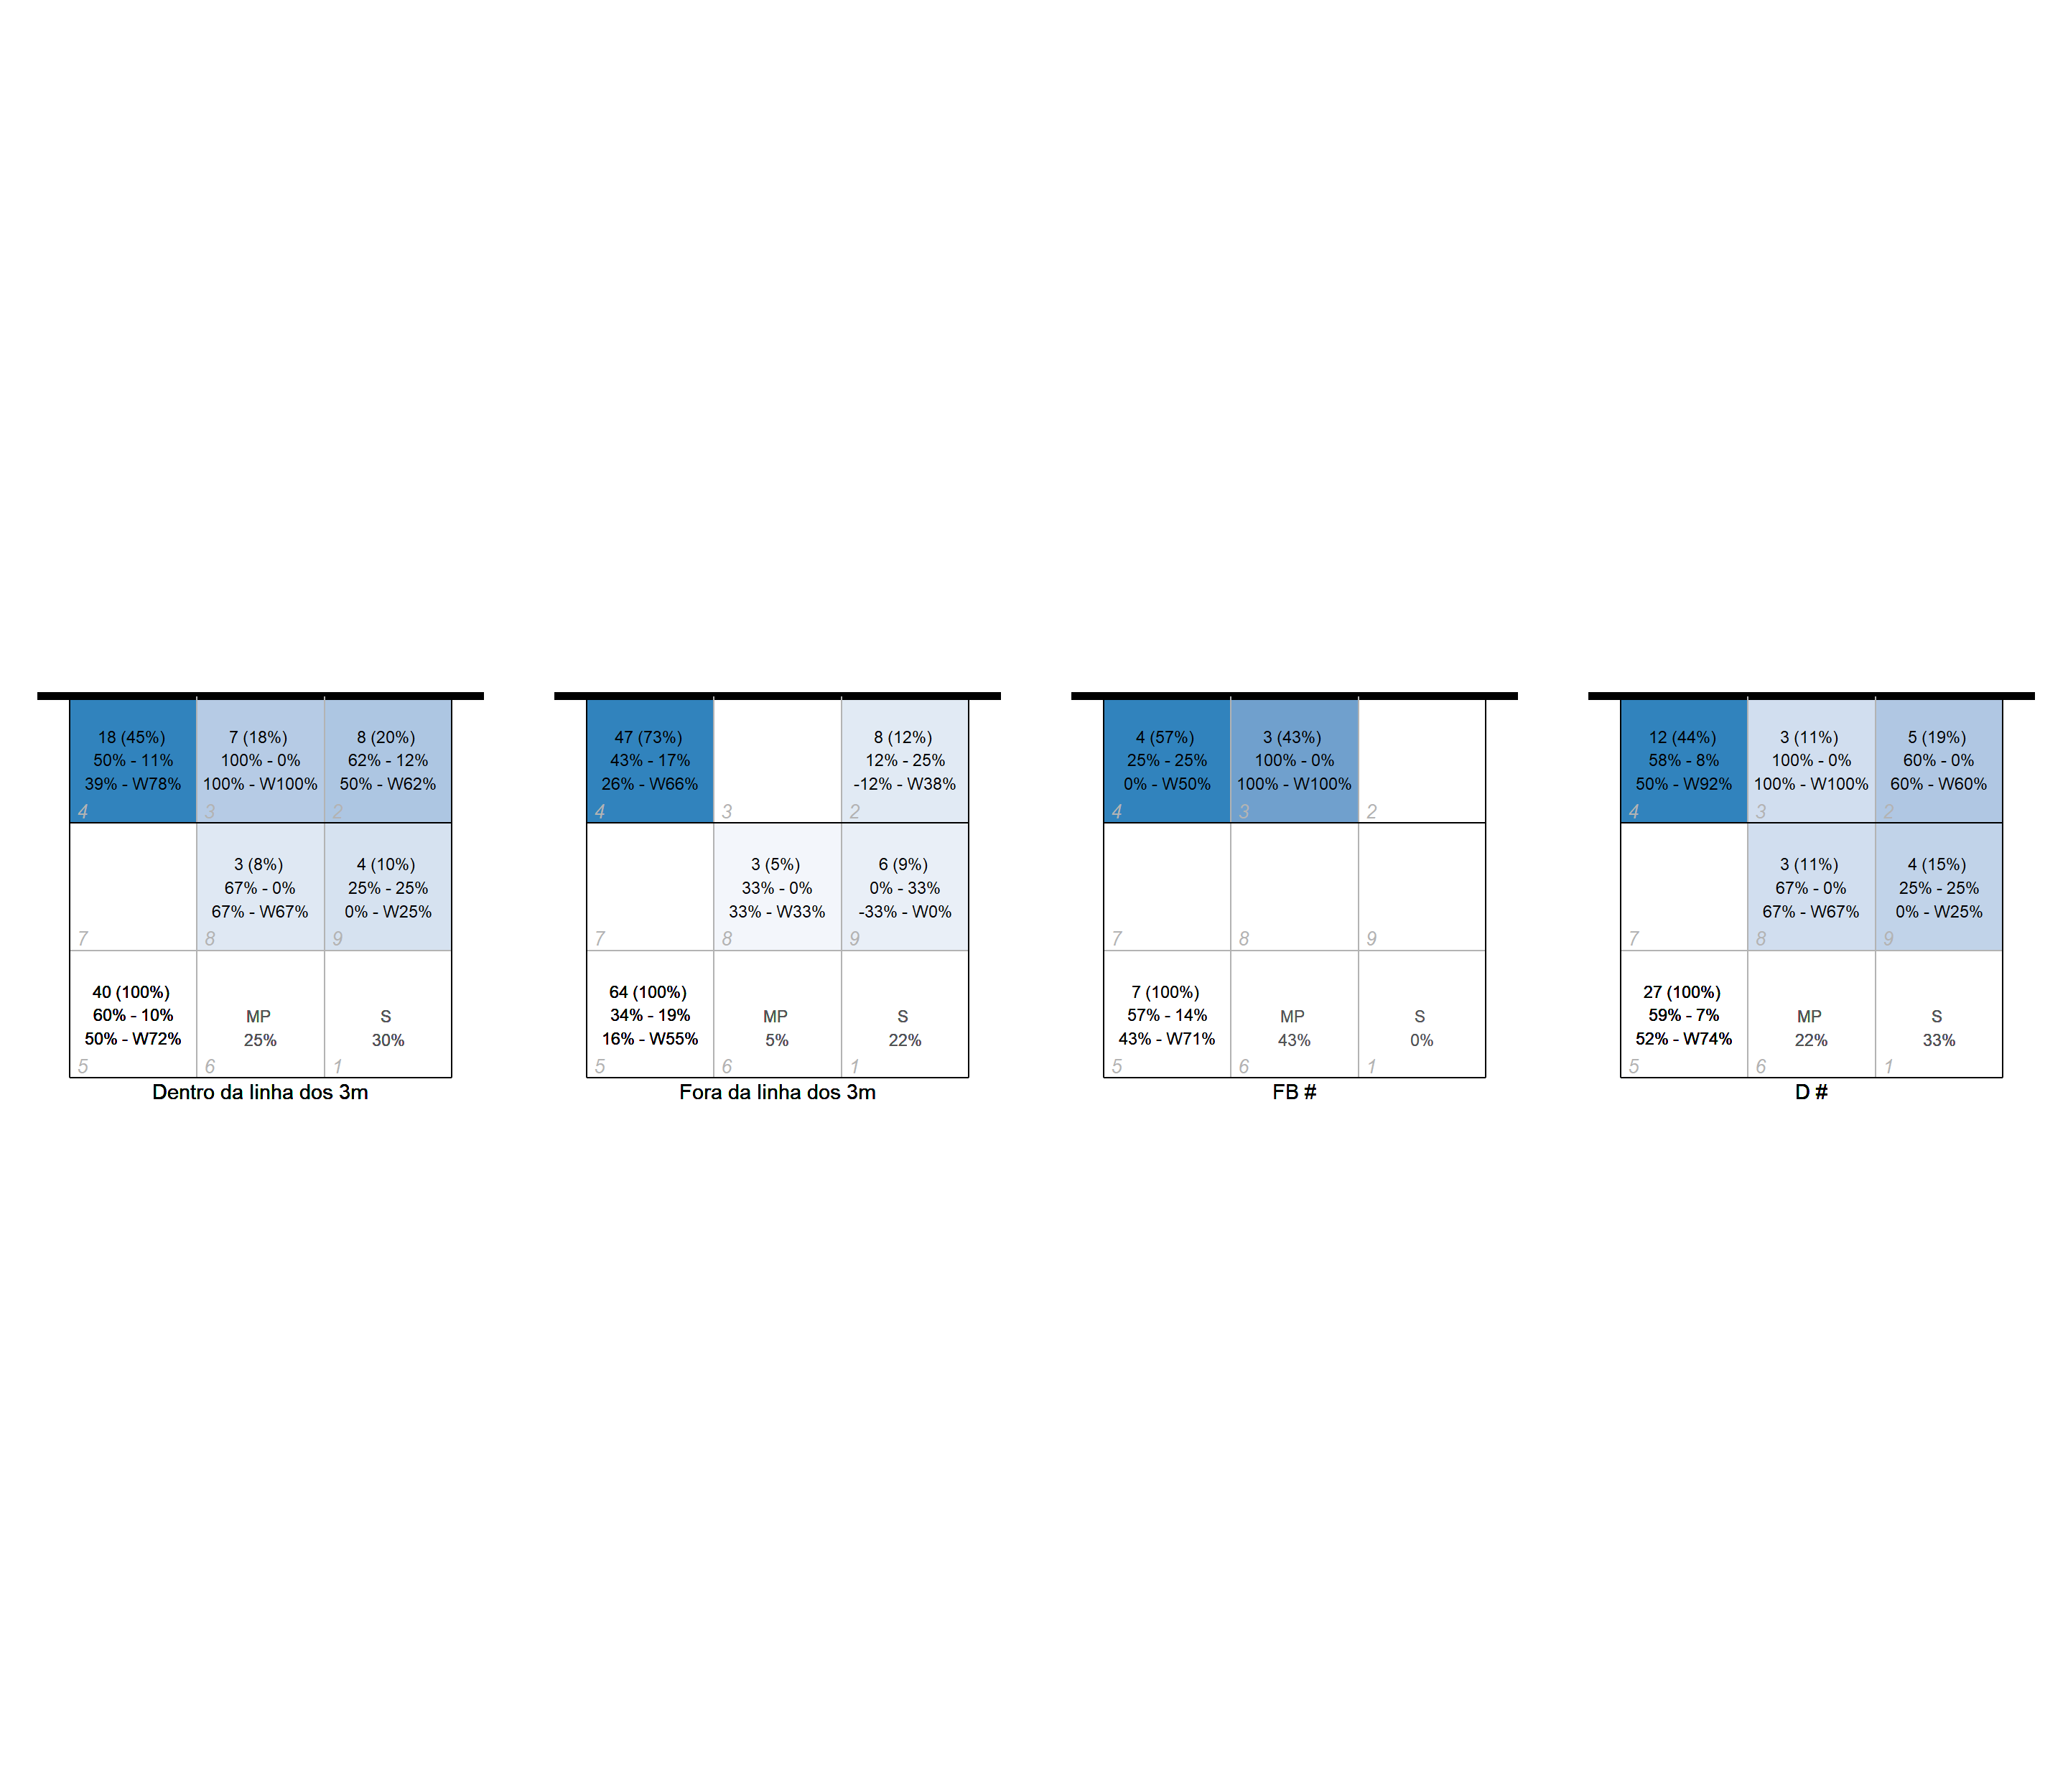 18 (45%)
50% - 11%
39% - W78%
4
7 (18%)
100% - 0%
100% - W100%
3
8 (20%)
62% - 12%
50% - W62%
2
7
3 (8%)
67% - 0%
67% - W67%
8
4 (10%)
25% - 25%
0% - W25%
9
40 (100%)
60% - 10%
50% - W72%
5
MP
25%
6
S
30%
1
Dentro da linha dos 3m
47 (73%)
43% - 17%
26% - W66%
4
3
8 (12%)
12% - 25%
-12% - W38%
2
7
3 (5%)
33% - 0%
33% - W33%
8
6 (9%)
0% - 33%
-33% - W0%
9
64 (100%)
34% - 19%
16% - W55%
5
MP
5%
6
S
22%
1
Fora da linha dos 3m
4 (57%)
25% - 25%
0% - W50%
4
3 (43%)
100% - 0%
100% - W100%
3
2
7
8
9
7 (100%)
57% - 14%
43% - W71%
5
MP
43%
6
S
0%
1
FB #
12 (44%)
58% - 8%
50% - W92%
4
3 (11%)
100% - 0%
100% - W100%
3
5 (19%)
60% - 0%
60% - W60%
2
7
3 (11%)
67% - 0%
67% - W67%
8
4 (15%)
25% - 25%
0% - W25%
9
27 (100%)
59% - 7%
52% - W74%
5
MP
22%
6
S
33%
1
D #